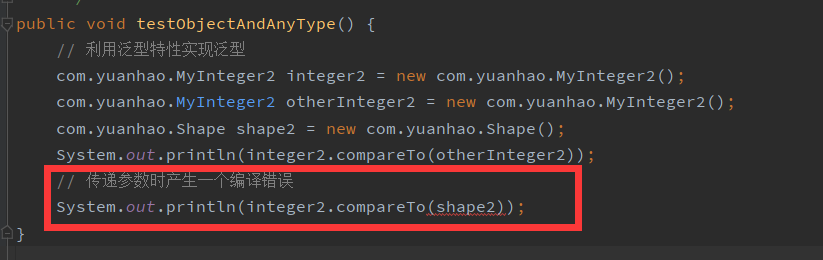 public void testObjectAndAnyType() {
// 利用泛型特性实现泛型
com.yuanhao.MyInteger2 integer2 = new com.yuanhao.MyInteger2();
com.yuanhao.MyInteger2 otherInteger2 = new com.yuanhao.MyInteger2();
com.yuanhao.Shape shape2 = new com.yuanhao.Shape();
System.out.println(integer2.compareTo(otherInteger2));
// 传递参数时产生一个编译错误
System.out.println(integer2.compareTo(shape2));
}